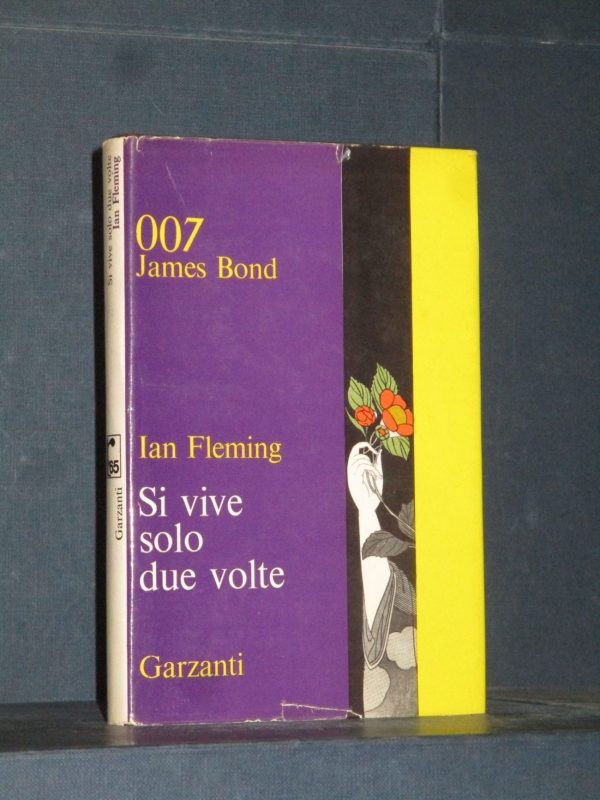 007
James Bond
Ian Fleming
Si vive
solo
due volte
Garzanti
Si vive solo due volte
Ian Fleming
65
Garzanti